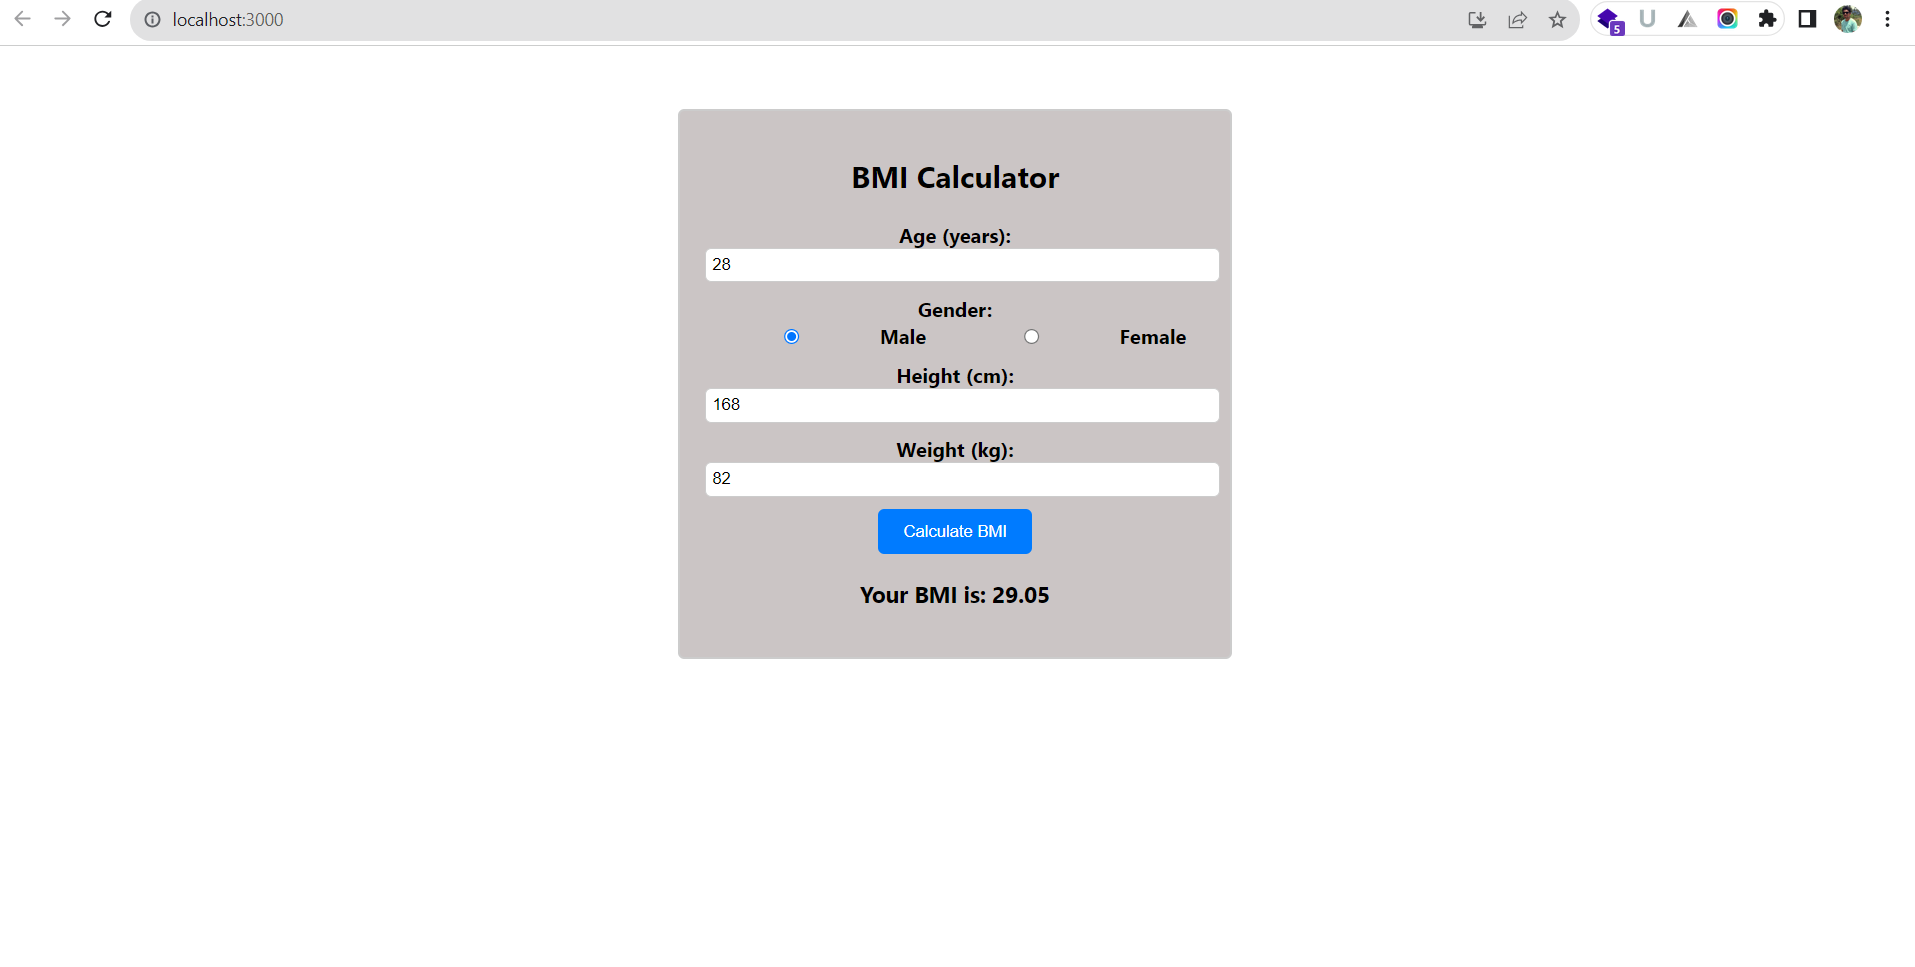 localhost:3000
U
5
BMI Calculator
Age (years):
28
Gender:
Male Female
Height (cm):
168
Weight (kg):
82
Calculate BMI
Your BMI is: 29.05